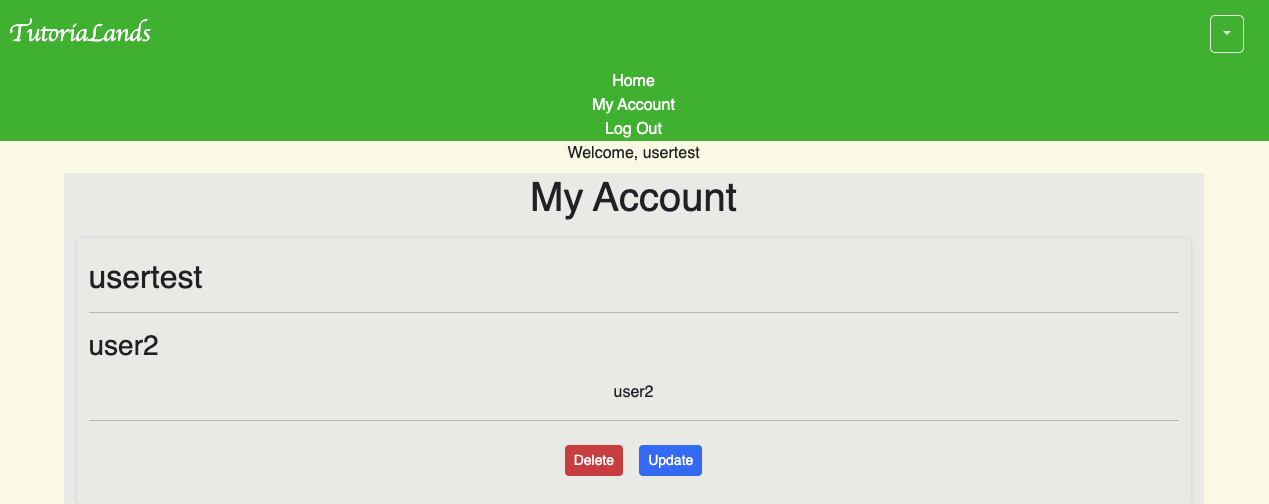 TutoriaLands
Home
My Account
Log Out
Welcome, usertest
My Account
usertest
user2
user2
Delete Update